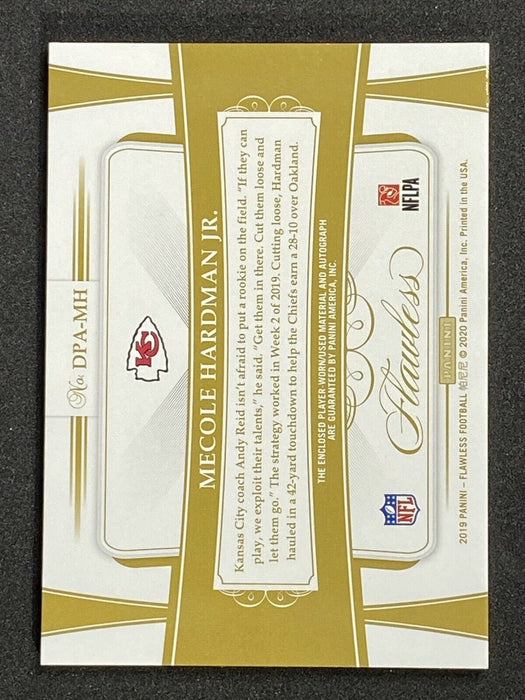 No. DPA-MH
KC
MECOLE HARDMAN JR.
Kansas City coach Andy Reid isn't afraid to put a rookie on the field. "If they can
play, we exploit their talents," he said. "Get them in there. Cut them loose and
let them go." The strategy worked in Week 2 of 2019. Cutting loose, Hardman
hauled in a 42-yard touchdown to help the Chiefs earn a 28-10 over Oakland.
THE ENCLOSED PLAYER-WORN/USED MATERIAL AND AUTOGRAPH
ARE GUARANTEED BY PANINI AMERICA, INC.
NFL
Flawless
NFLPA
PANINI
2019 PANINI – FLAWLESS FOOTBALL 帕尼尼 © 2020 Panini America, Inc. Printed in the USA.